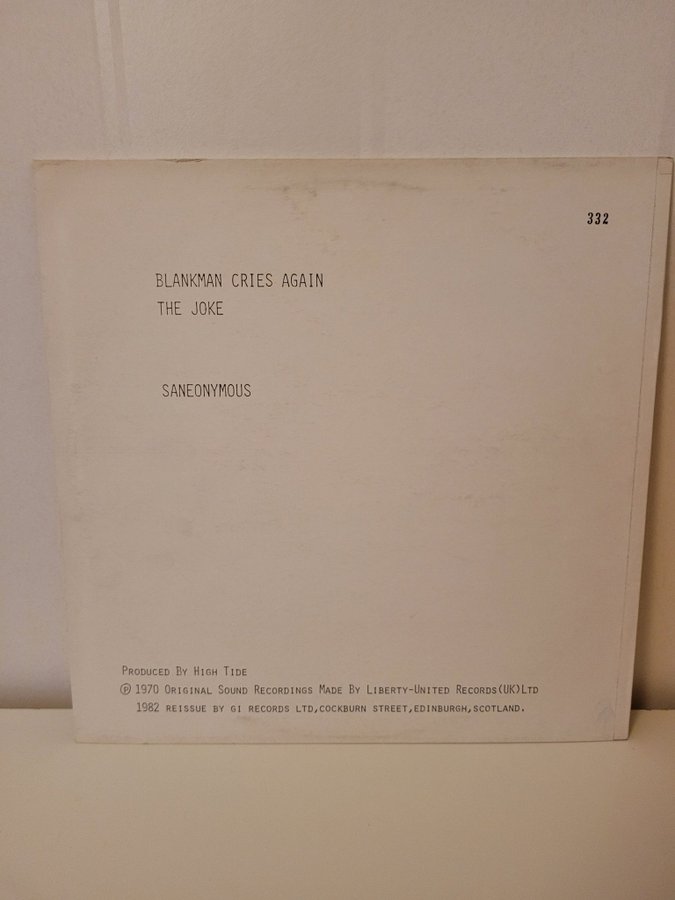 332
BLANKMAN CRIES AGAIN
THE JOKE
SANEONYMOUS
PRODUCED BY HIGH TIDE
Ⓟ 1970 ORIGINAL SOUND RECORDINGS MADE BY LIBERTY-UNITED RECORDS(UK)LTD
1982 REISSUE BY GI RECORDS LTD,COCKBURN STREET,EDINBURGH,SCOTLAND.